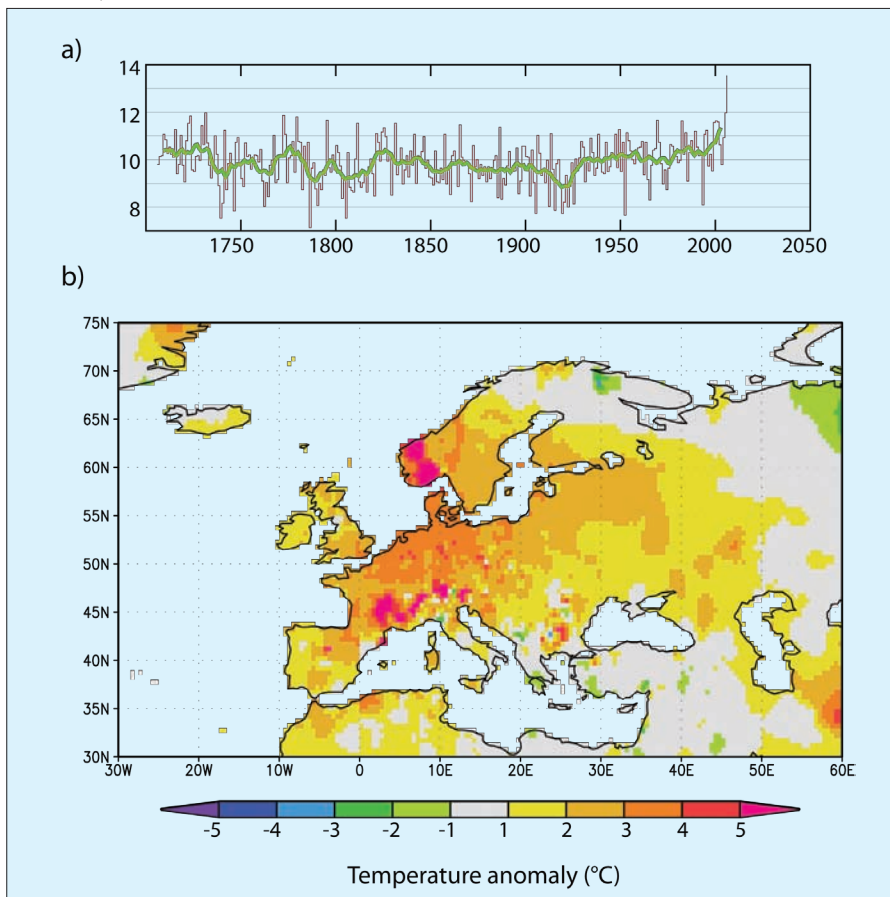 a)
14
12
10
8
1750 1800 1850 1900 1950 2000 2050
b)
75N
70N
65N
60N
55N
50N
45N
40N
35N
30N
30W 20W 10W 0 10E 20E 30E 40E 50E 60E
-5 -4 -3 -2 -1 1 2 3 4 5
Temperature anomaly (°C)